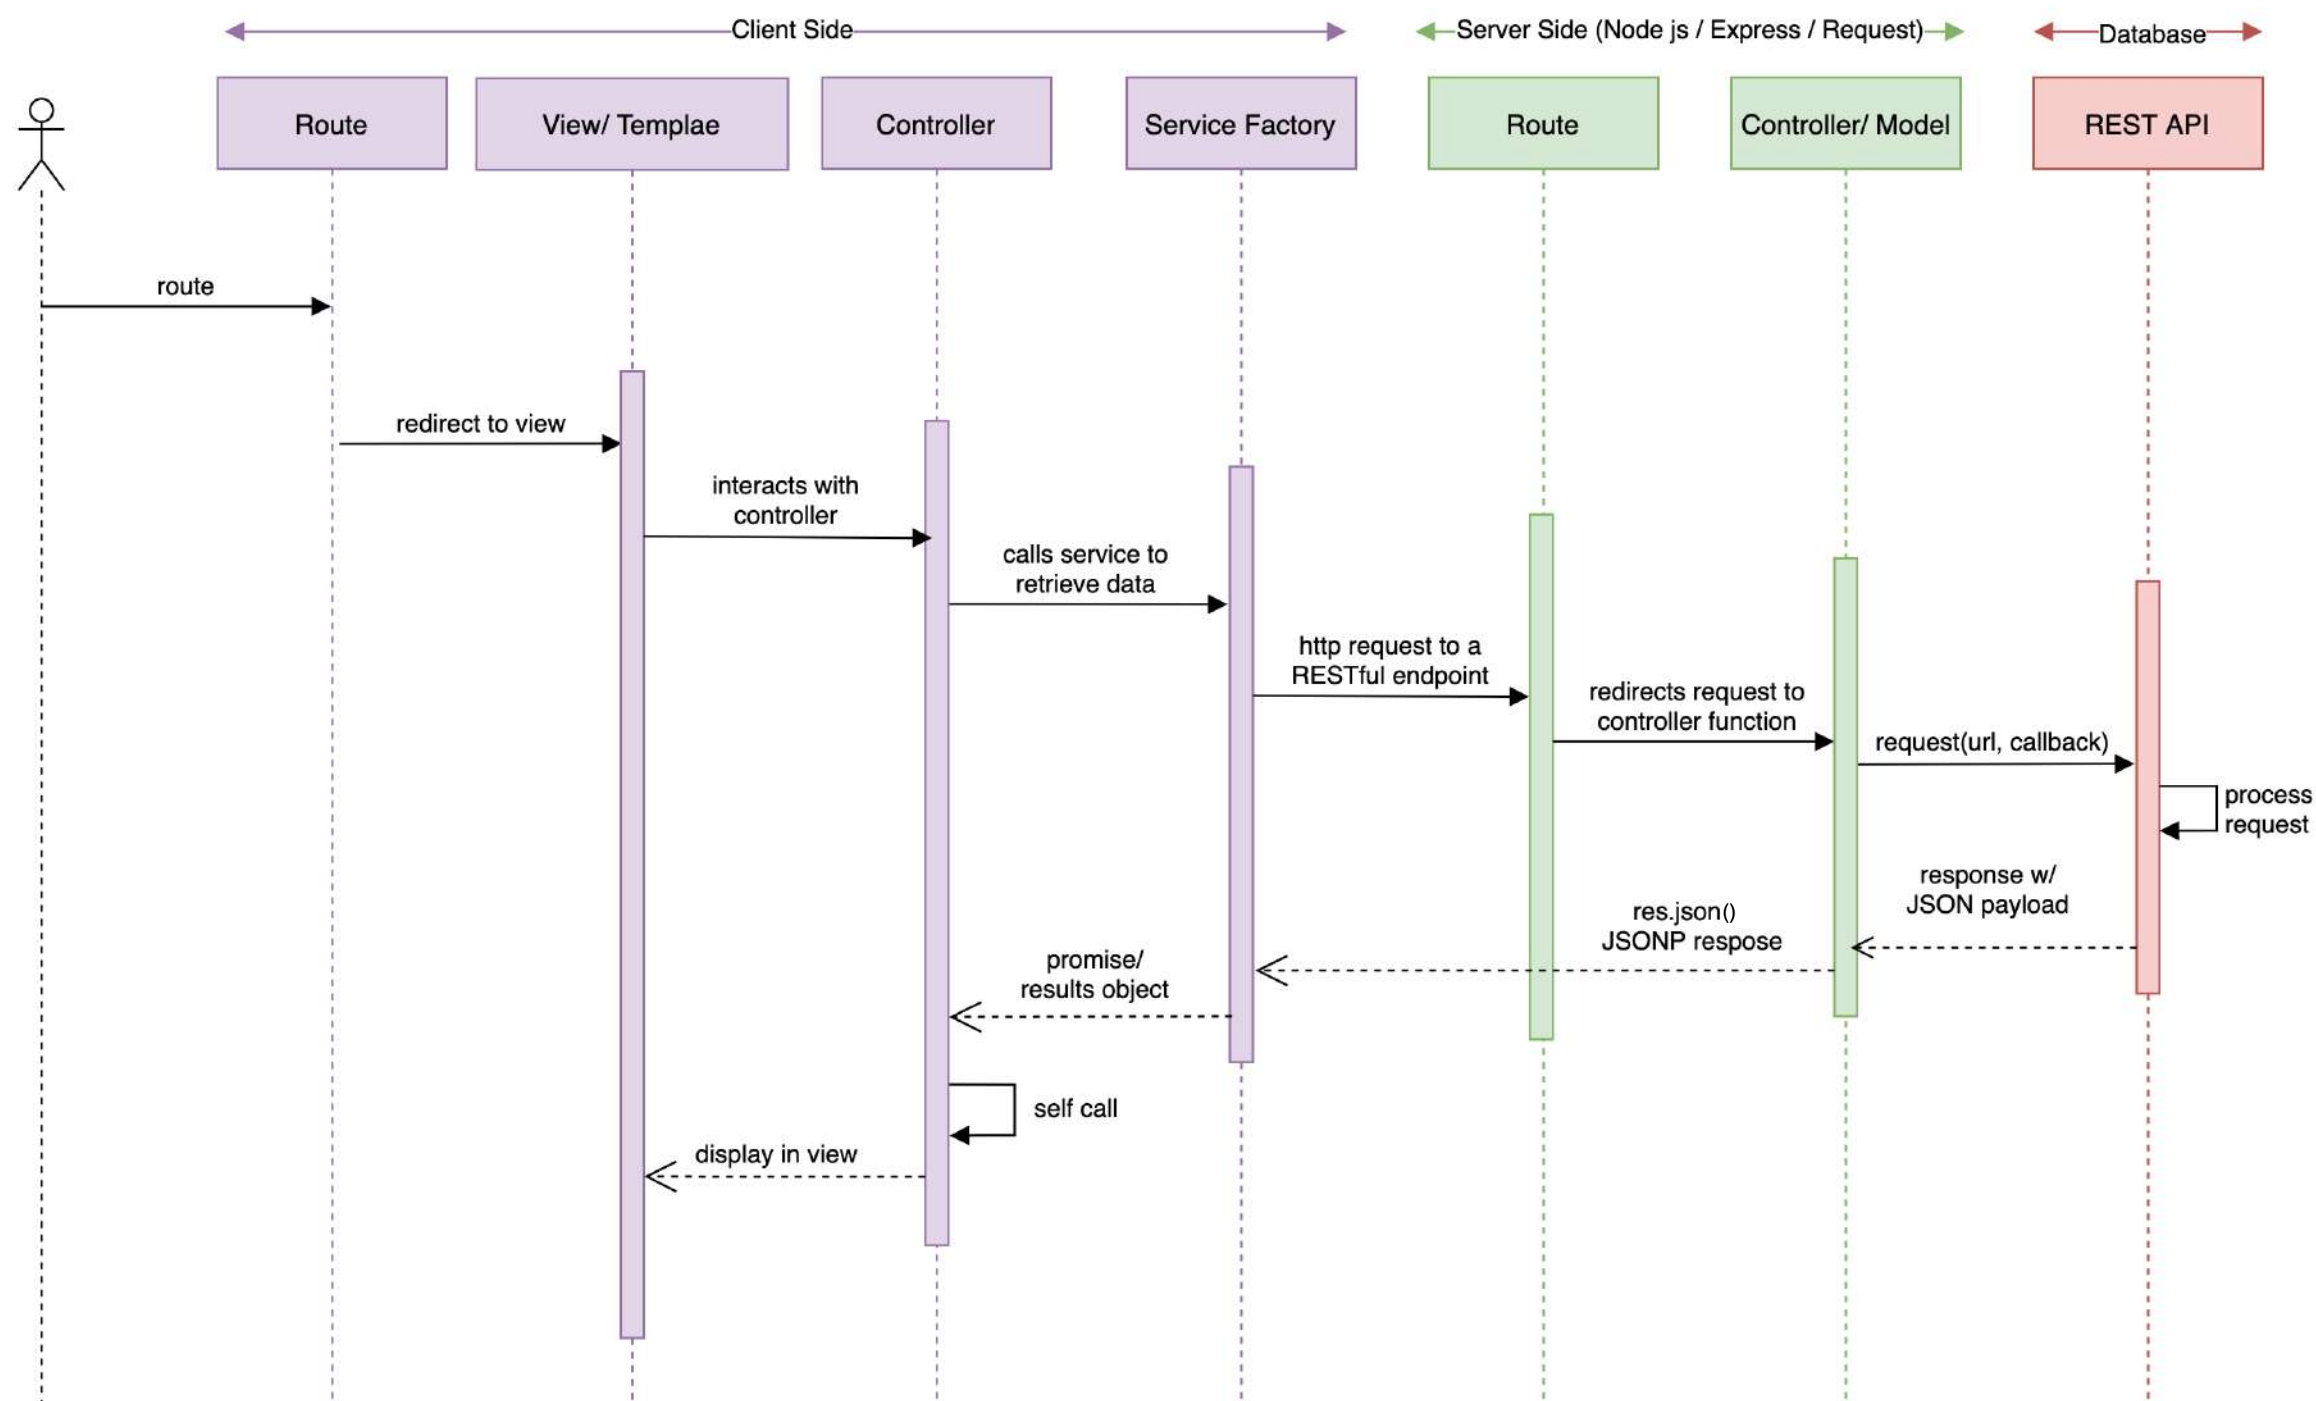 Client Side
Server Side (Node js / Express / Request)
Database
Route
View/ Templae
Controller
Service Factory
Route
Controller/ Model
REST API
route
redirect to view
interacts with
controller
calls service to
retrieve data
http request to a
RESTful endpoint
redirects request to
controller function
request(url, callback)
process
request
response w/
JSON payload
res.json()
JSONP respose
promise/
results object
self call
display in view